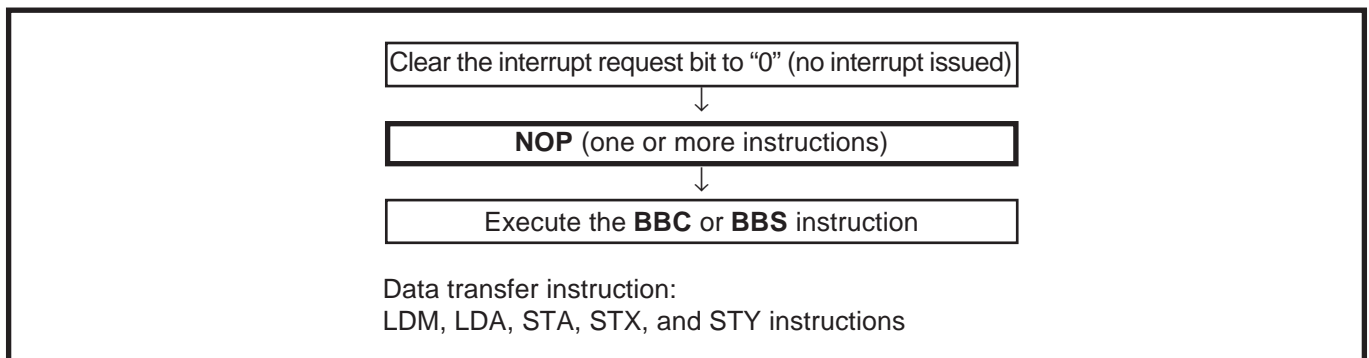 Clear the interrupt request bit to “0” (no interrupt issued)
NOP (one or more instructions)
Execute the BBC or BBS instruction
Data transfer instruction:
LDM, LDA, STA, STX, and STY instructions